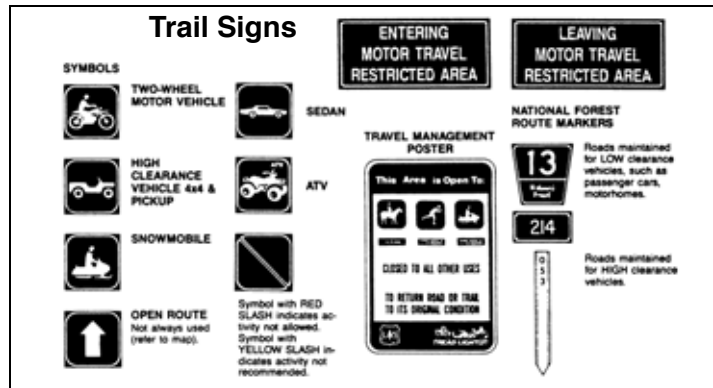 Trail Signs
ENTERING
MOTOR TRAVEL
RESTRICTED AREA
LEAVING
MOTOR TRAVEL
RESTRICTED AREA
SYMBOLS
TWO-WHEEL
MOTOR VEHICLE
SEDAN
HIGH
CLEARANCE
VEHICLE 4x4 &
PICKUP
ATV
SNOWMOBILE
OPEN ROUTE
Not always used
(refer to map).
Symbol with RED
SLASH indicates ac-
tivity not allowed.
Symbol with
YELLOW SLASH in-
dicates activity not
recommended.
TRAVEL MANAGEMENT
POSTER
This Area is Open To:
CLOSED TO ALL OTHER USES
TO RETURN ROAD OR TRAIL
TO ITS ORIGINAL CONDITION
TREAD LIGHTLY!
NATIONAL FOREST
ROUTE MARKERS
13
Roads maintained
for LOW clearance
vehicles, such as
passenger cars,
motorhomes.
214
053
Roads maintained
for HIGH clearance
vehicles.